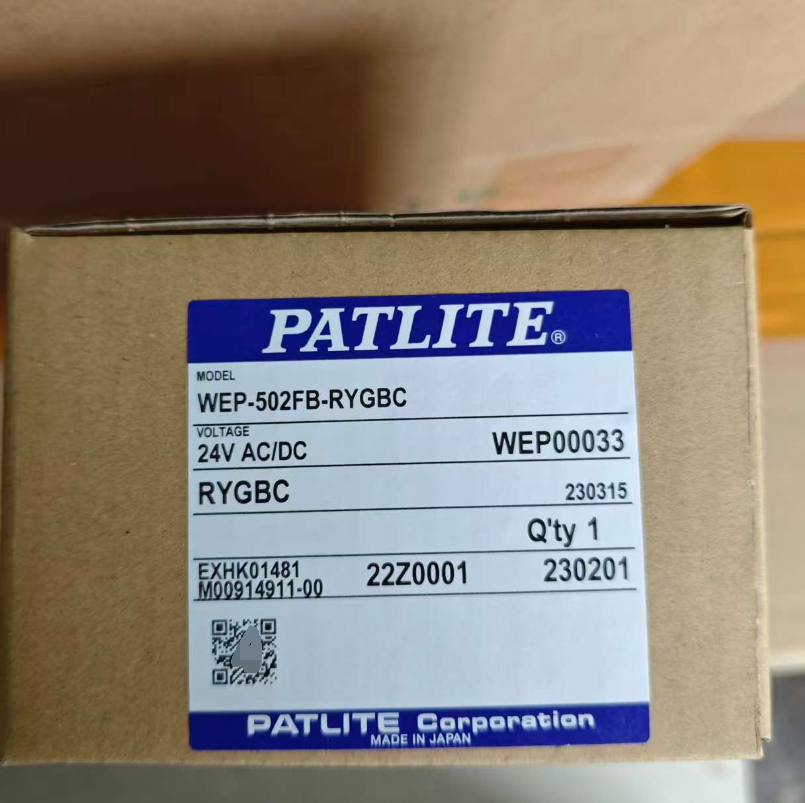 PATLITE®
MODEL
WEP-502FB-RYGBC
VOLTAGE
24V AC/DC WEP00033
RYGBC 230315
Q'ty 1
EXHK01481 22Z0001 230201
M00914911-00
PATLITE Corporation
MADE IN JAPAN